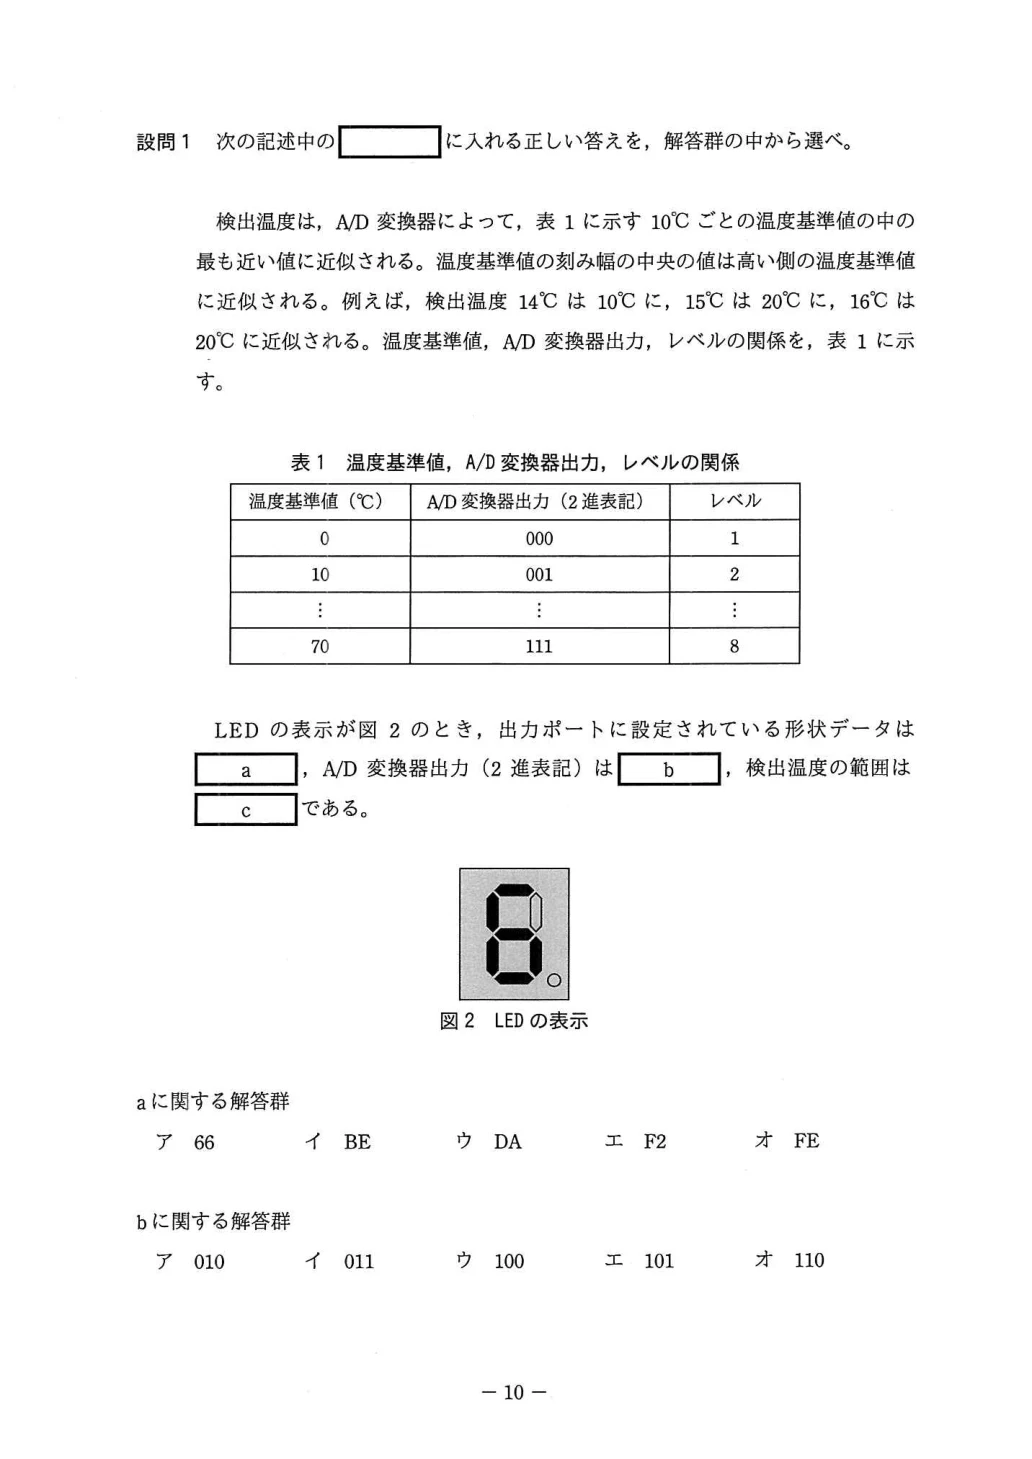 設問1 次の記述中の に入れる正しい答えを，解答群の中から選べ。
検出温度は，A/D 変換器によって，表 1 に示す 10℃ ごとの温度基準値の中の
最も近い値に近似される。温度基準値の刻み幅の中央の値は高い側の温度基準値
に近似される。例えば，検出温度 14℃ は 10℃ に，15℃ は 20℃ に，16℃ は
20℃ に近似される。温度基準値，A/D 変換器出力，レベルの関係を，表 1 に示
す。
表1 温度基準値，A/D変換器出力，レベルの関係
温度基準値（℃） A/D変換器出力（2進表記） レベル
0 000 1
10 001 2
⋮ ⋮ ⋮
70 111 8
LED の表示が図 2 のとき，出力ポートに設定されている形状データは
a ，A/D 変換器出力（2 進表記）は b ，検出温度の範囲は
c である。
図2 LEDの表示
aに関する解答群
ア 66 イ BE ウ DA エ F2 オ FE
bに関する解答群
ア 010 イ 011 ウ 100 エ 101 オ 110
－ 10 －